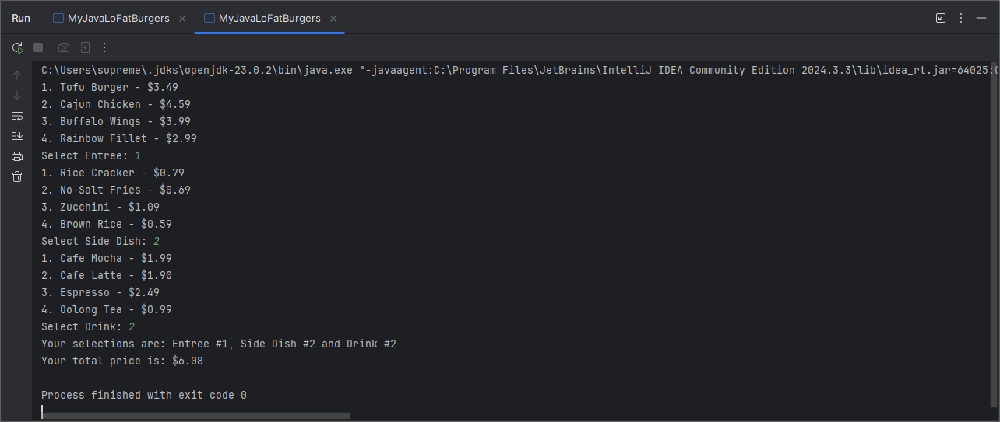 Run MyJavaLoFatBurgers MyJavaLoFatBurgers
C:\Users\supreme\.jdks\openjdk-23.0.2\bin\java.exe "-javaagent:C:\Program Files\JetBrains\IntelliJ IDEA Community Edition 2024.3.3\lib\idea_rt.jar=64025:
1. Tofu Burger - $3.49
2. Cajun Chicken - $4.59
3. Buffalo Wings - $3.99
4. Rainbow Fillet - $2.99
Select Entree: 1
1. Rice Cracker - $0.79
2. No-Salt Fries - $0.69
3. Zucchini - $1.09
4. Brown Rice - $0.59
Select Side Dish: 2
1. Cafe Mocha - $1.99
2. Cafe Latte - $1.90
3. Espresso - $2.49
4. Oolong Tea - $0.99
Select Drink: 2
Your selections are: Entree #1, Side Dish #2 and Drink #2
Your total price is: $6.08
Process finished with exit code 0